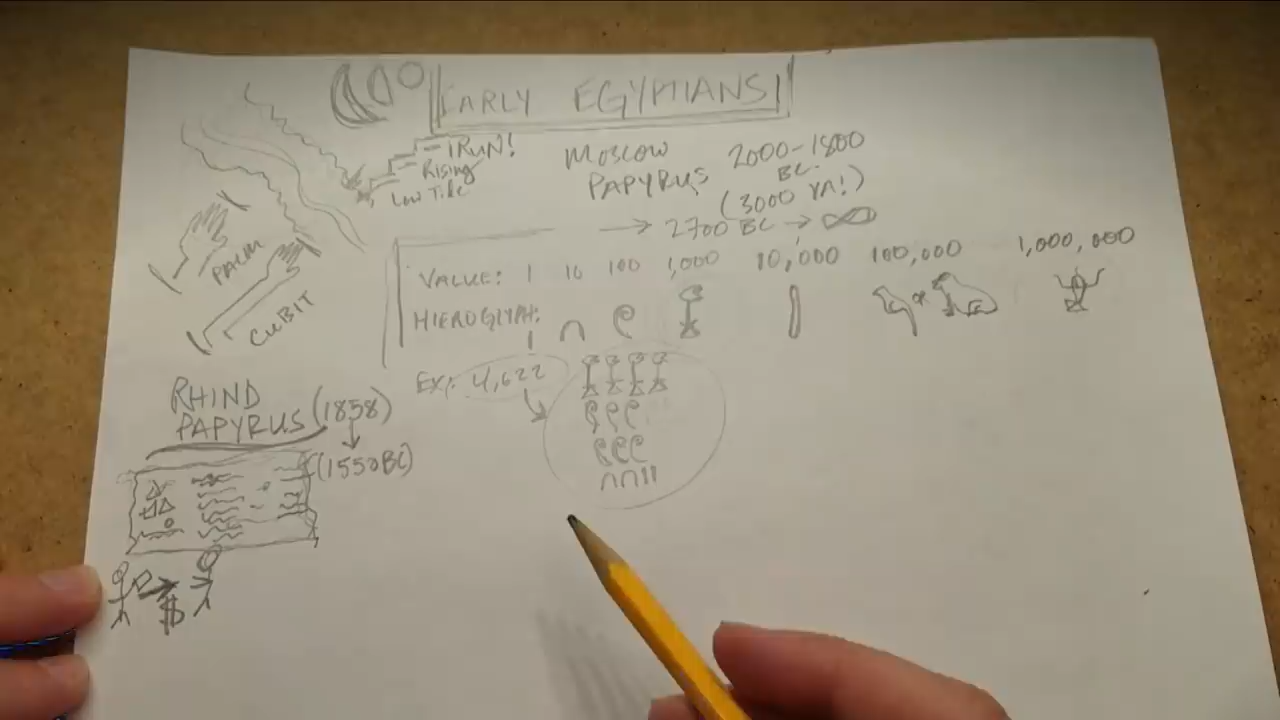 EARLY EGYPTIANS
RUN!
Rising
Low Tide
MOSCOW
PAPYRUS
2000-1800
BC.
(3000 YA!)
→ 2700 BC → ∞
PALM
CUBIT
VALUE: 1 10 100 1,000 10,000 100,000 1,000,000
HIEROGLYPH:
or
EX: 4,622
RHIND
PAPYRUS (1858)
(1550 BC)
$